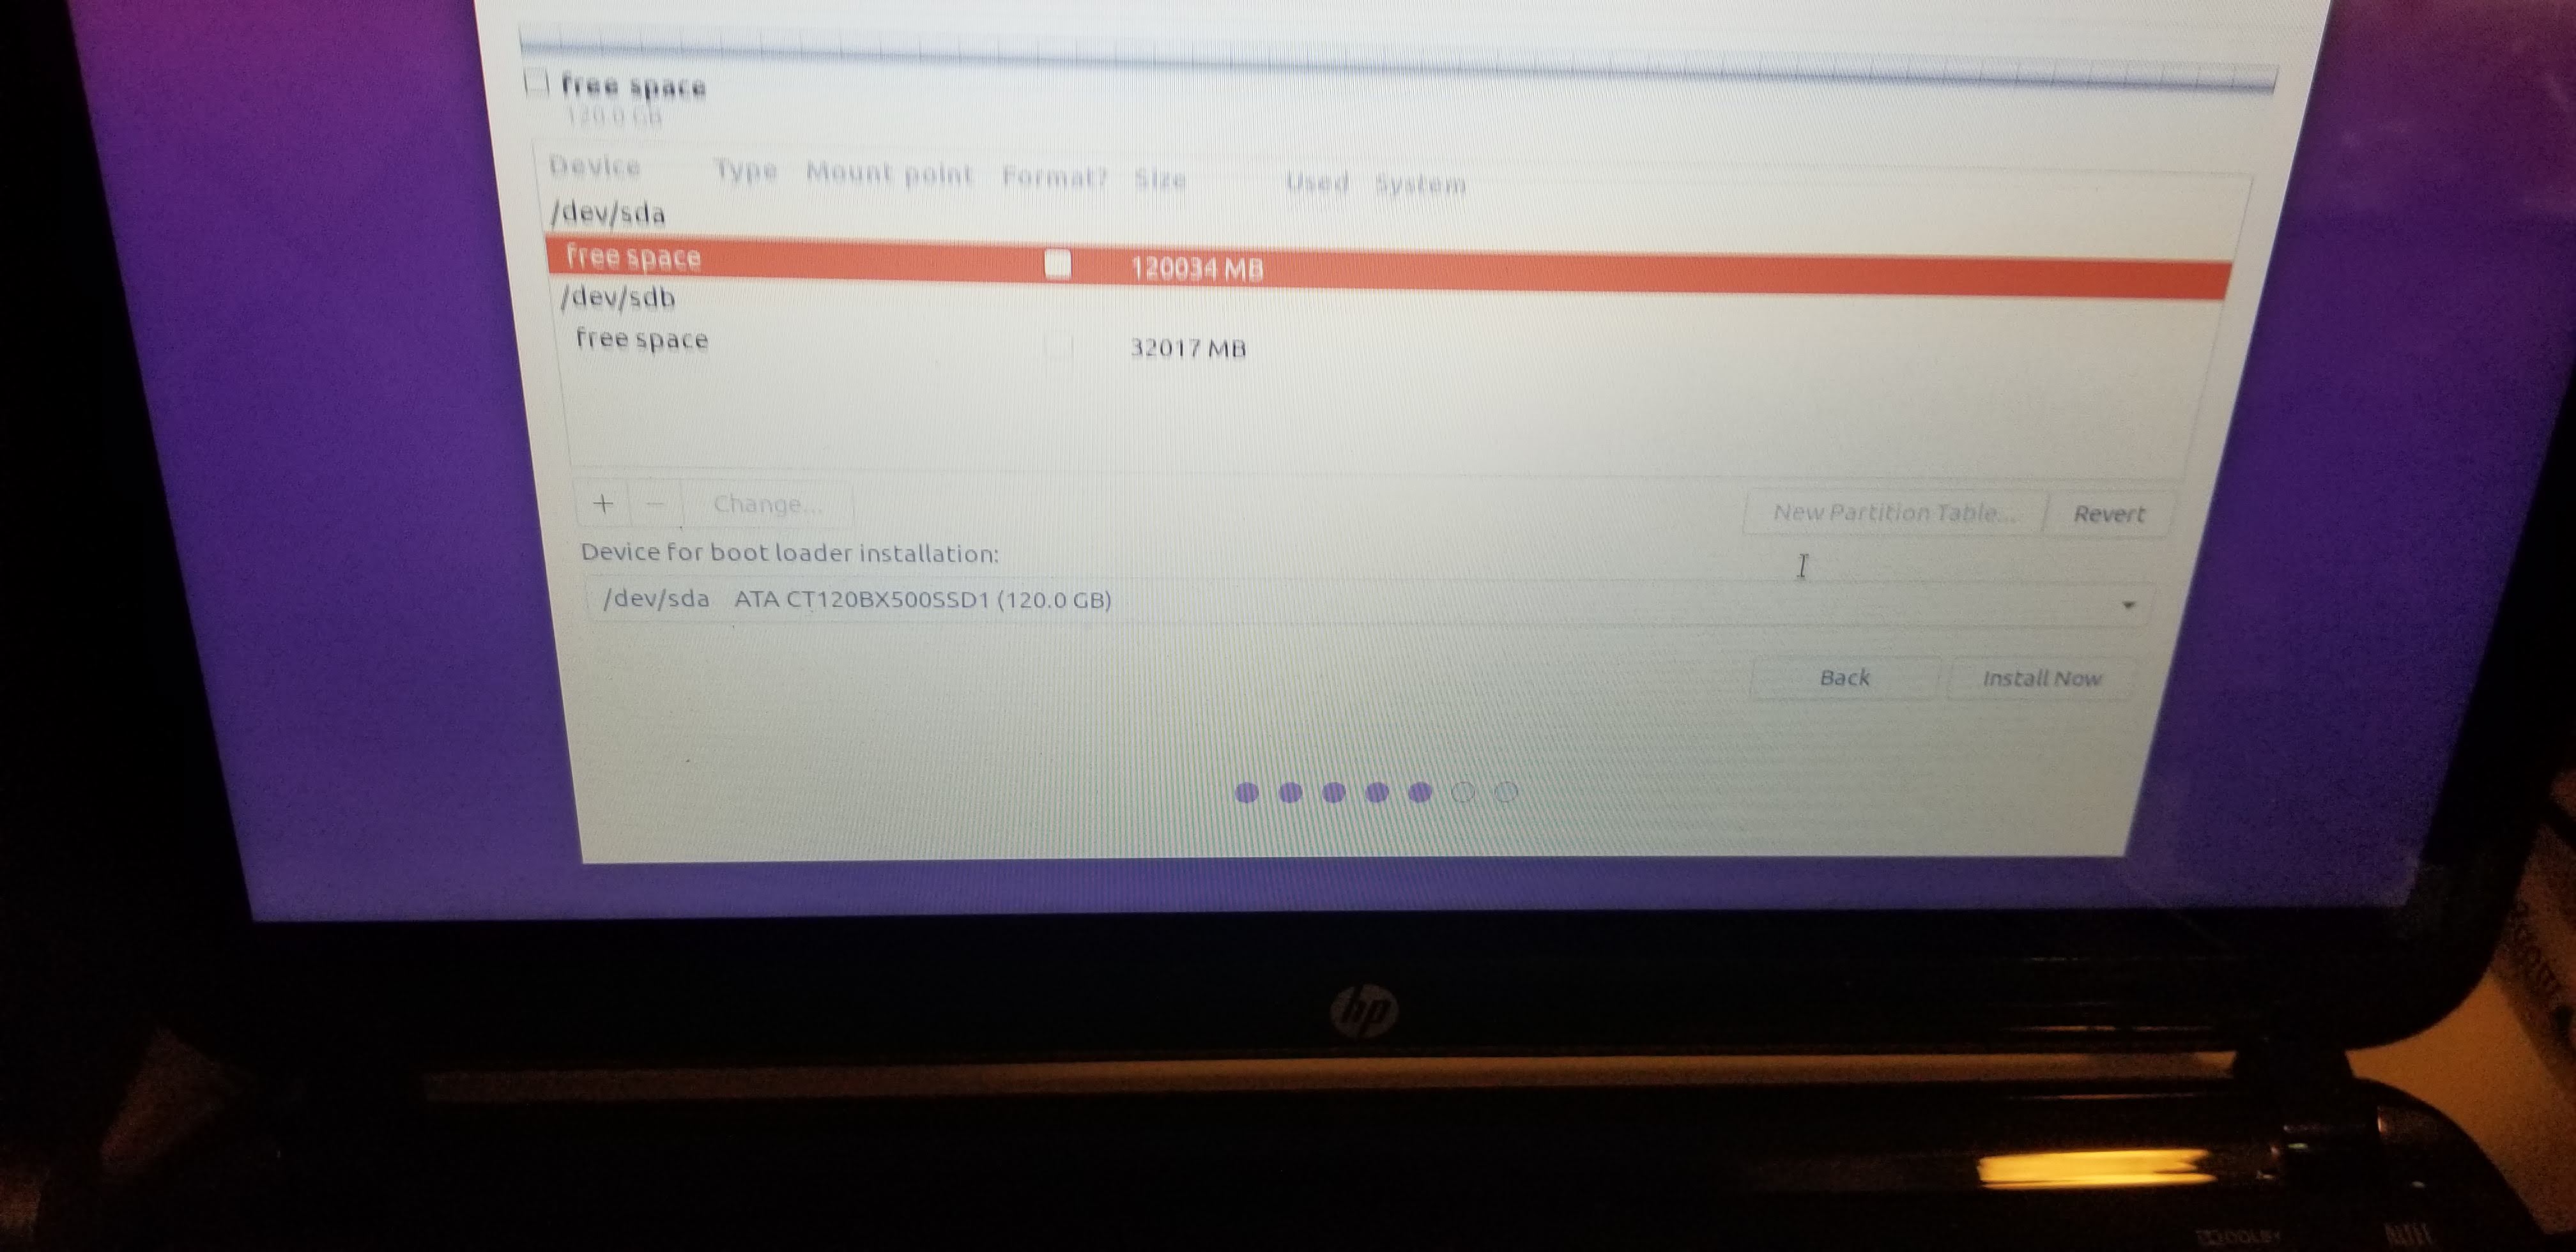 free space
120.0 GB
Device Type Mount point Format? Size Used System
/dev/sda
free space 120034 MB
/dev/sdb
free space 32017 MB
+ − Change... New Partition Table... Revert
Device for boot loader installation:
/dev/sda ATA CT120BX500SSD1 (120.0 GB)
Back Install Now
hp
DOLBY